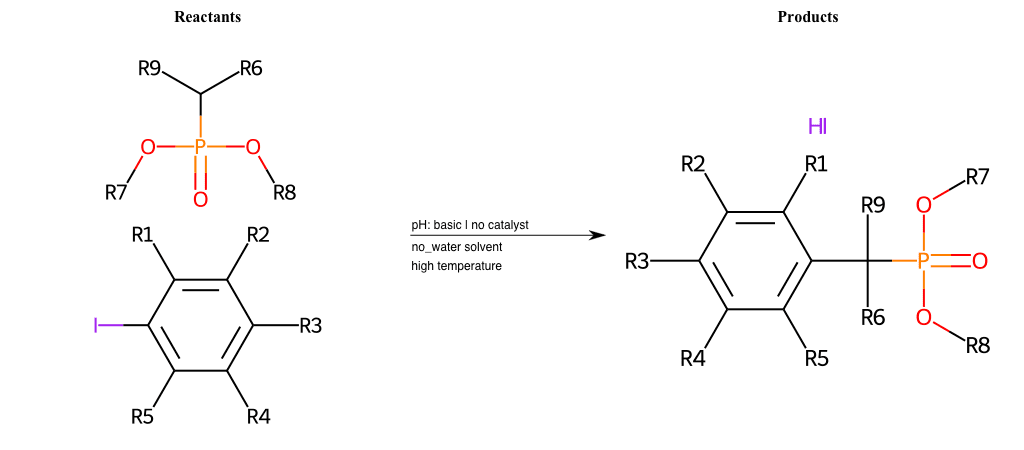 Reactants
Products
R9 R6
O P O
R7 O R8
R1 R2
I R3
R5 R4
pH: basic | no catalyst
no_water solvent
high temperature
HI
R2 R1
R7
R9 O
R3 P O
R6 O
R4 R5 R8